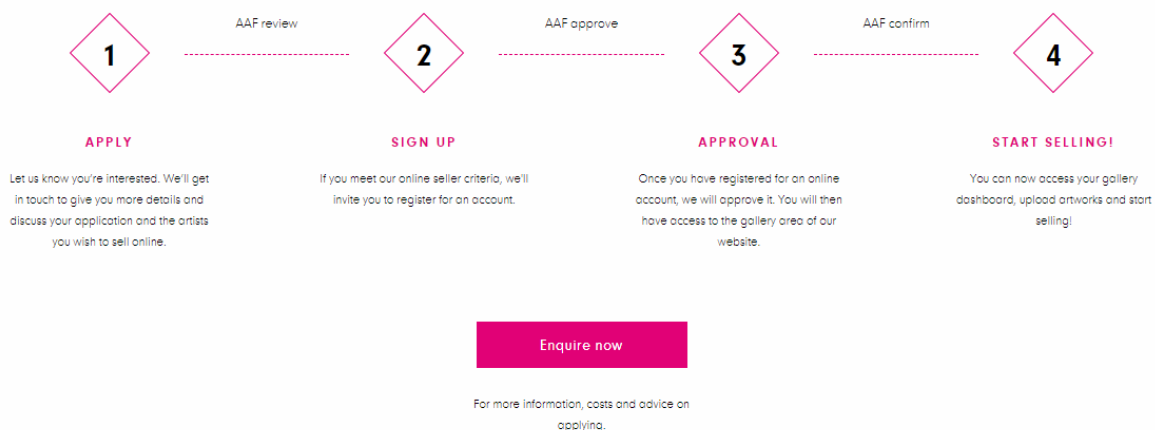 AAF review
AAF approve
AAF confirm
1
2
3
4
APPLY
Let us know you're interested. We'll get
in touch to give you more details and
discuss your application and the artists
you wish to sell online.
SIGN UP
If you meet our online seller criteria, we'll
invite you to register for an account.
APPROVAL
Once you have registered for an online
account, we will approve it. You will then
have access to the gallery area of our
website.
START SELLING!
You can now access your gallery
dashboard, upload artworks and start
selling!
Enquire now
For more information, costs and advice on
applying.